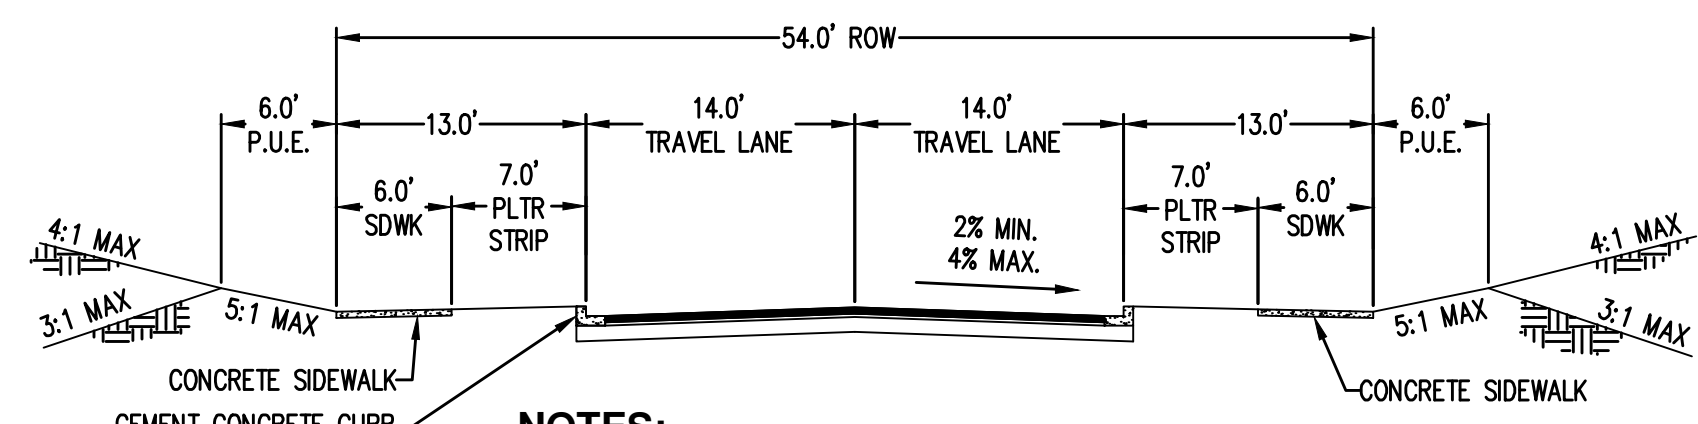 54.0' ROW
6.0'
P.U.E.
13.0'
14.0'
TRAVEL LANE
14.0'
TRAVEL LANE
13.0'
6.0'
P.U.E.
6.0'
SDWK
7.0'
PLTR
STRIP
7.0'
PLTR
STRIP
6.0'
SDWK
2% MIN.
4% MAX.
4:1 MAX
3:1 MAX
5:1 MAX
5:1 MAX
4:1 MAX
3:1 MAX
CONCRETE SIDEWALK
CONCRETE SIDEWALK
CEMENT CONCRETE CURB
NOTES: